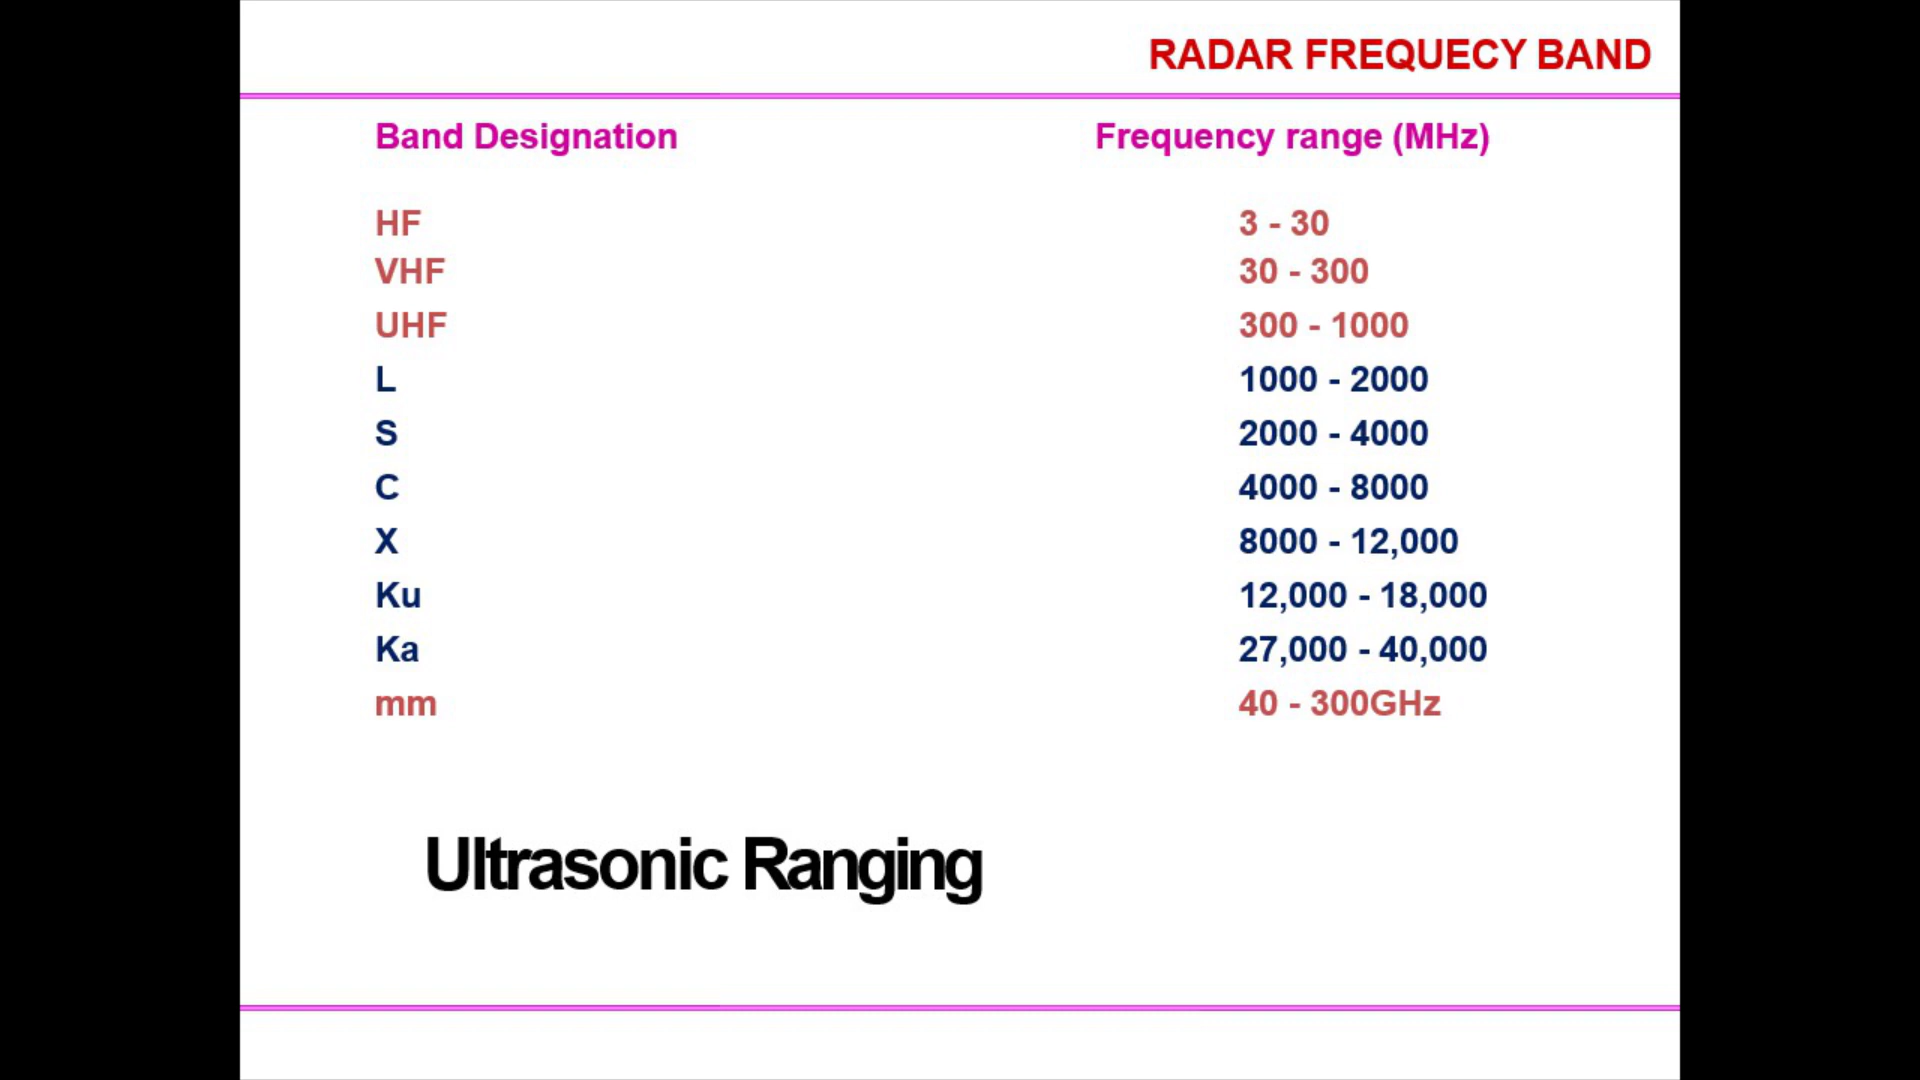 RADAR FREQUECY BAND
Band Designation Frequency range (MHz)
HF 3 - 30
VHF 30 - 300
UHF 300 - 1000
L 1000 - 2000
S 2000 - 4000
C 4000 - 8000
X 8000 - 12,000
Ku 12,000 - 18,000
Ka 27,000 - 40,000
mm 40 - 300GHz
Ultrasonic Ranging